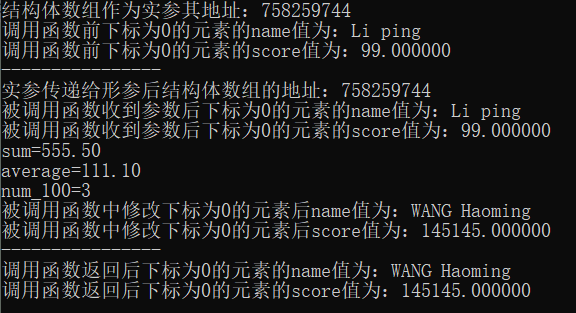 结构体数组作为实参其地址：758259744
调用函数前下标为0的元素的name值为：Li ping
调用函数前下标为0的元素的score值为：99.000000
----------------
实参传递给形参后结构体数组的地址：758259744
被调用函数收到参数后下标为0的元素的name值为：Li ping
被调用函数收到参数后下标为0的元素的score值为：99.000000
sum=555.50
average=111.10
num_100=3
被调用函数中修改下标为0的元素后name值为：WANG Haoming
被调用函数中修改下标为0的元素后score值为：145145.000000
----------------
调用函数返回后下标为0的元素的name值为：WANG Haoming
调用函数返回后下标为0的元素的score值为：145145.000000